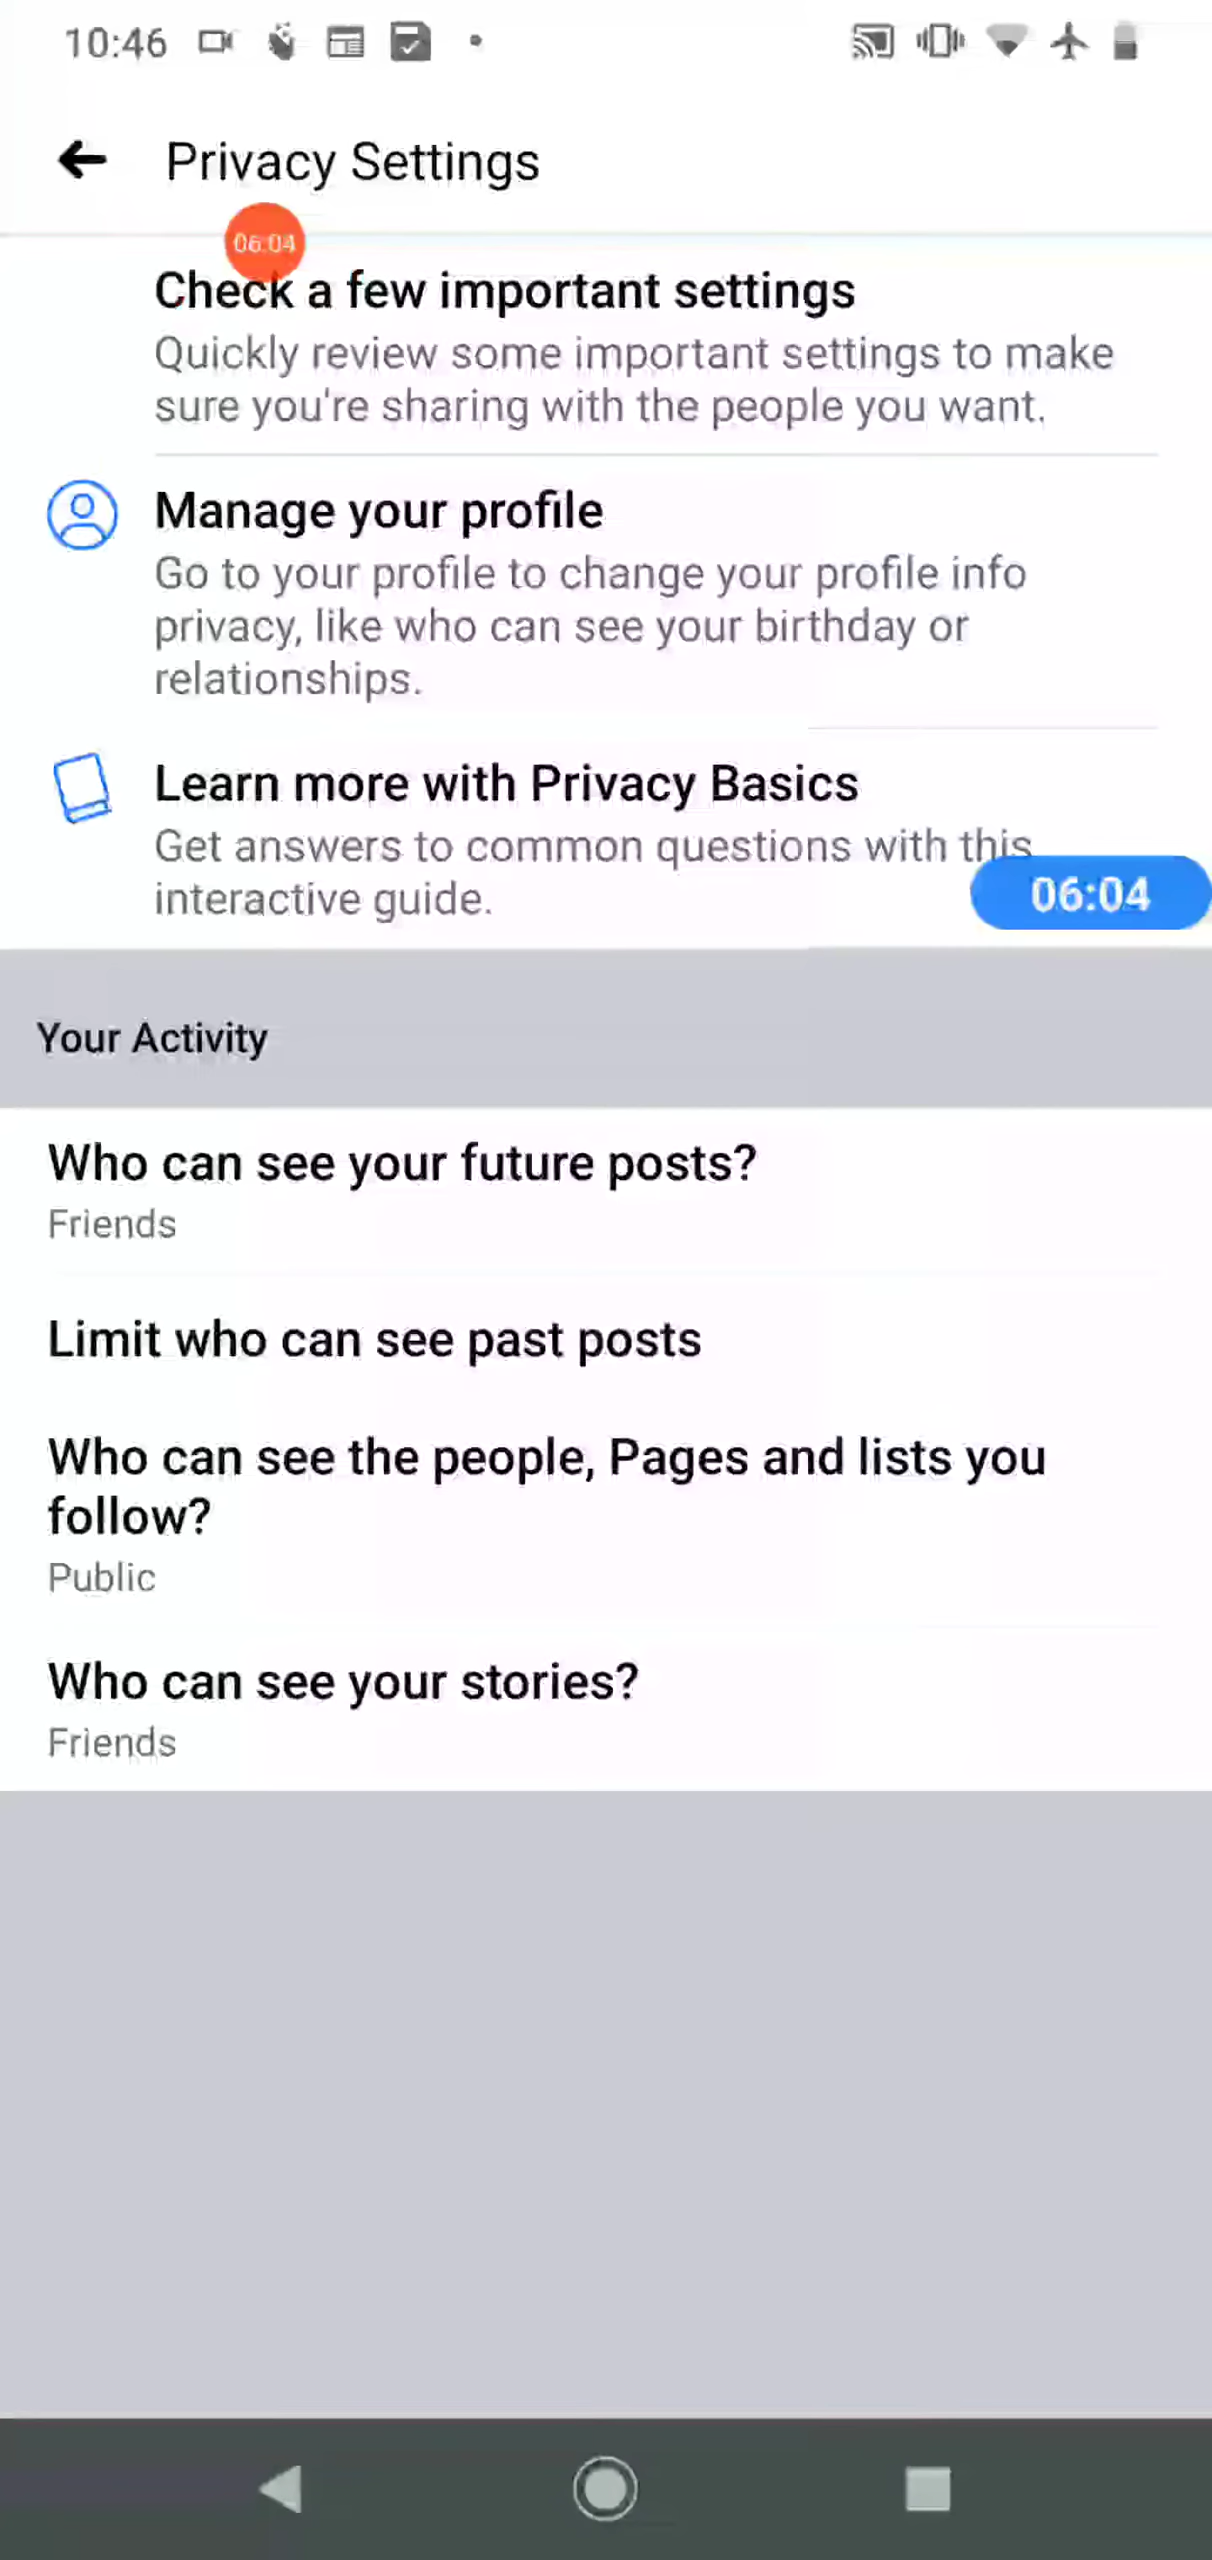 10:46
Privacy Settings
06:04
Check a few important settings
Quickly review some important settings to make
sure you're sharing with the people you want.
Manage your profile
Go to your profile to change your profile info
privacy, like who can see your birthday or
relationships.
Learn more with Privacy Basics
Get answers to common questions with this
interactive guide.
06:04
Your Activity
Who can see your future posts?
Friends
Limit who can see past posts
Who can see the people, Pages and lists you
follow?
Public
Who can see your stories?
Friends